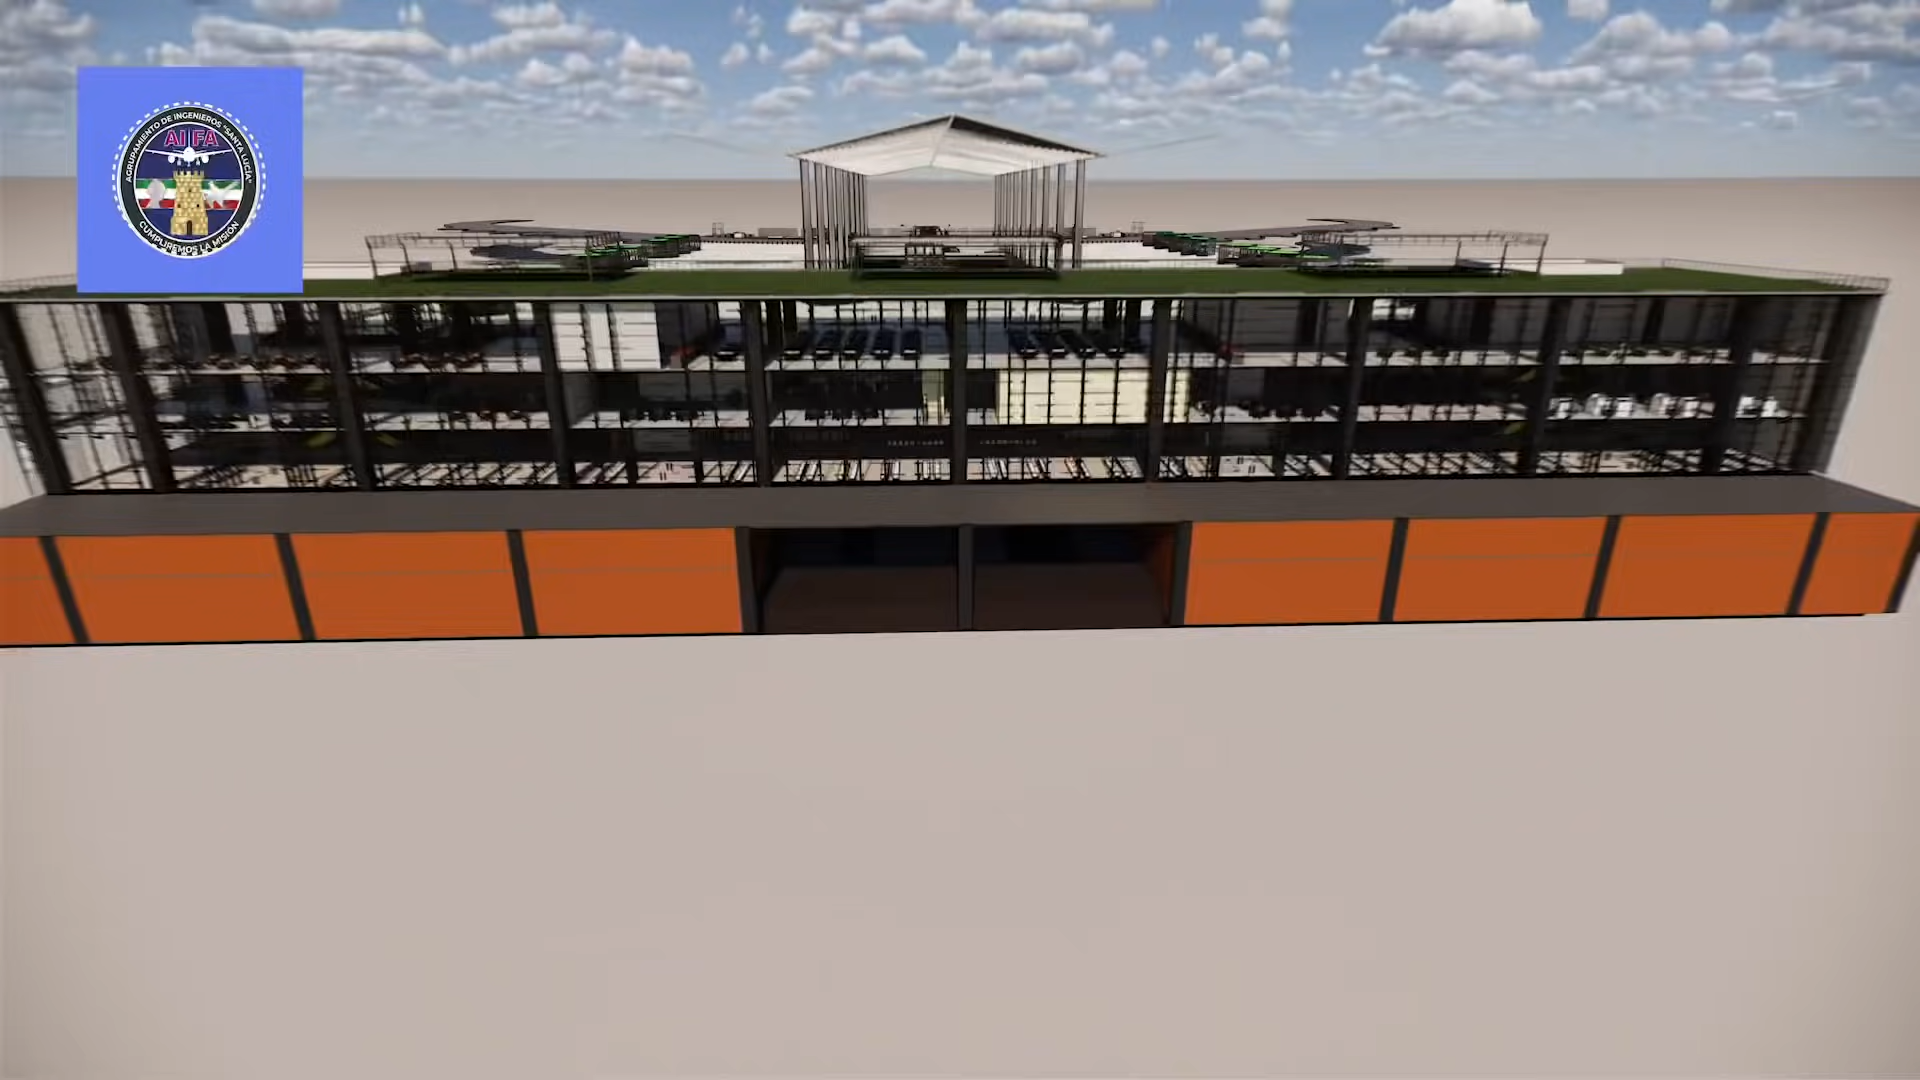 AGRUPAMIENTO DE INGENIEROS "SANTA LUCÍA"
AIFA
CUMPLIREMOS LA MISIÓN